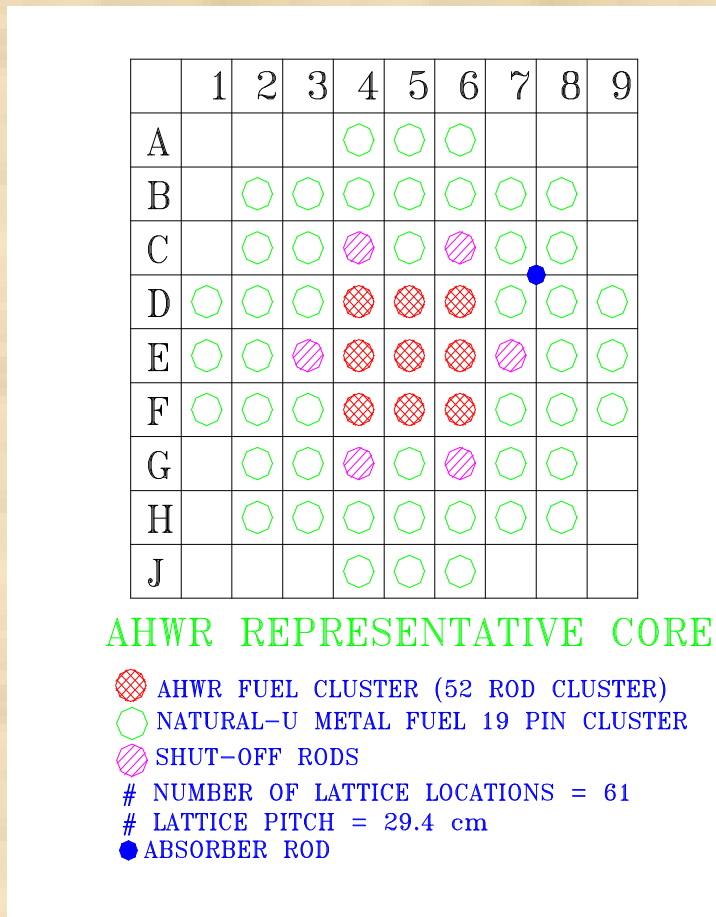 1 2 3 4 5 6 7 8 9
A
B
C
D
E
F
G
H
J
AHWR REPRESENTATIVE CORE
AHWR FUEL CLUSTER (52 ROD CLUSTER)
NATURAL-U METAL FUEL 19 PIN CLUSTER
SHUT-OFF RODS
# NUMBER OF LATTICE LOCATIONS = 61
# LATTICE PITCH = 29.4 cm
ABSORBER ROD